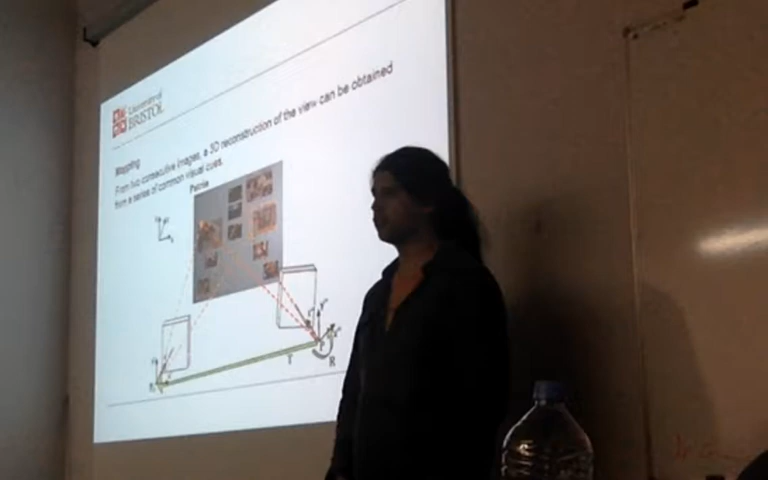 University of
BRISTOL
Mapping
From two consecutive images, a 3D reconstruction of the view can be obtained
from a series of common visual cues.
T
R